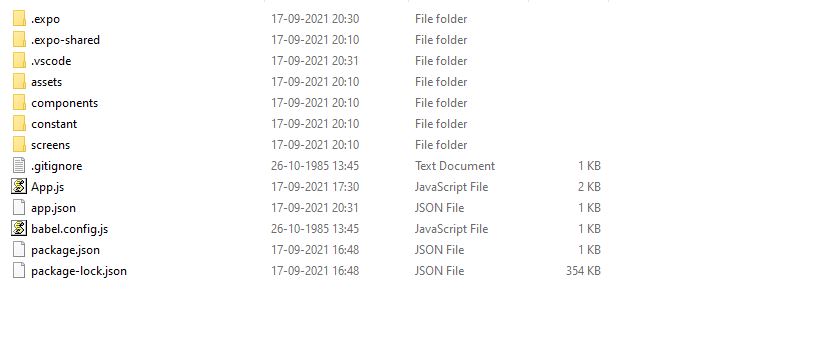 .expo 17-09-2021 20:30 File folder
.expo-shared 17-09-2021 20:10 File folder
.vscode 17-09-2021 20:31 File folder
assets 17-09-2021 20:10 File folder
components 17-09-2021 20:10 File folder
constant 17-09-2021 20:10 File folder
screens 17-09-2021 20:10 File folder
.gitignore 26-10-1985 13:45 Text Document 1 KB
App.js 17-09-2021 17:30 JavaScript File 2 KB
app.json 17-09-2021 20:31 JSON File 1 KB
babel.config.js 26-10-1985 13:45 JavaScript File 1 KB
package.json 17-09-2021 16:48 JSON File 1 KB
package-lock.json 17-09-2021 16:48 JSON File 354 KB